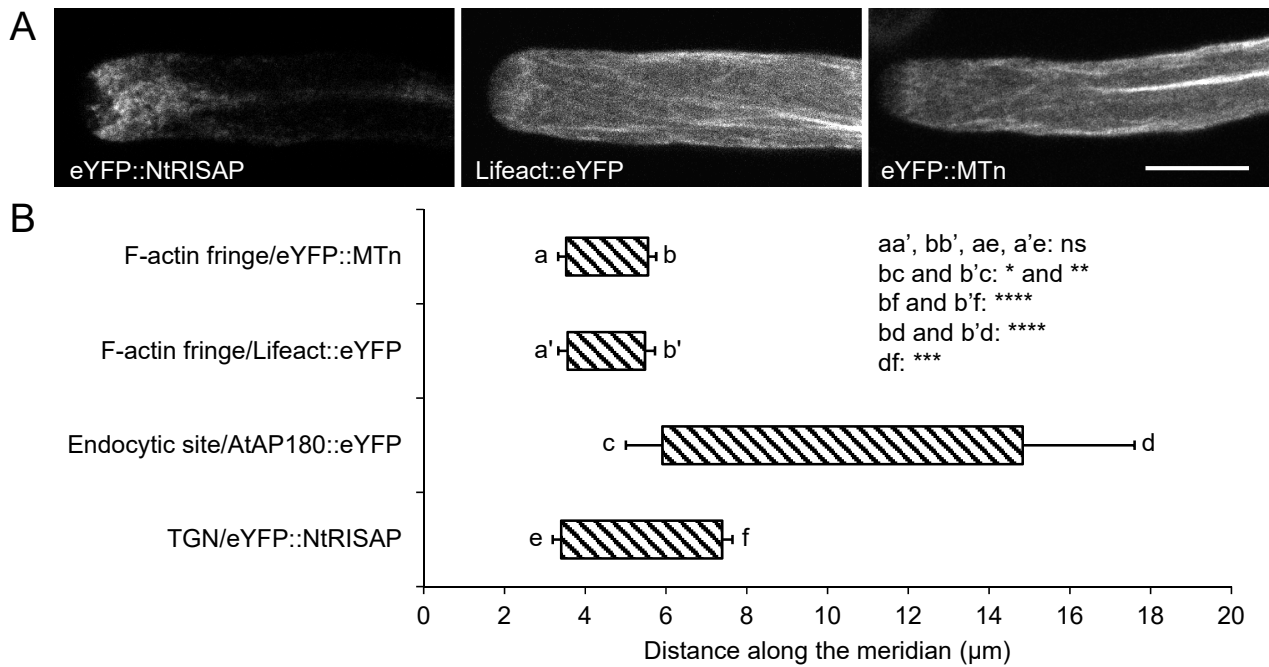 A
eYFP::NtRISAP
Lifeact::eYFP
eYFP::MTn
B
F-actin fringe/eYFP::MTn
a
b
aa’, bb’, ae, a’e: ns
bc and b’c: * and **
bf and b’f: ****
bd and b’d: ****
df: ***
F-actin fringe/Lifeact::eYFP
a'
b'
Endocytic site/AtAP180::eYFP
c
d
TGN/eYFP::NtRISAP
e
f
0 2 4 6 8 10 12 14 16 18 20
Distance along the meridian (µm)